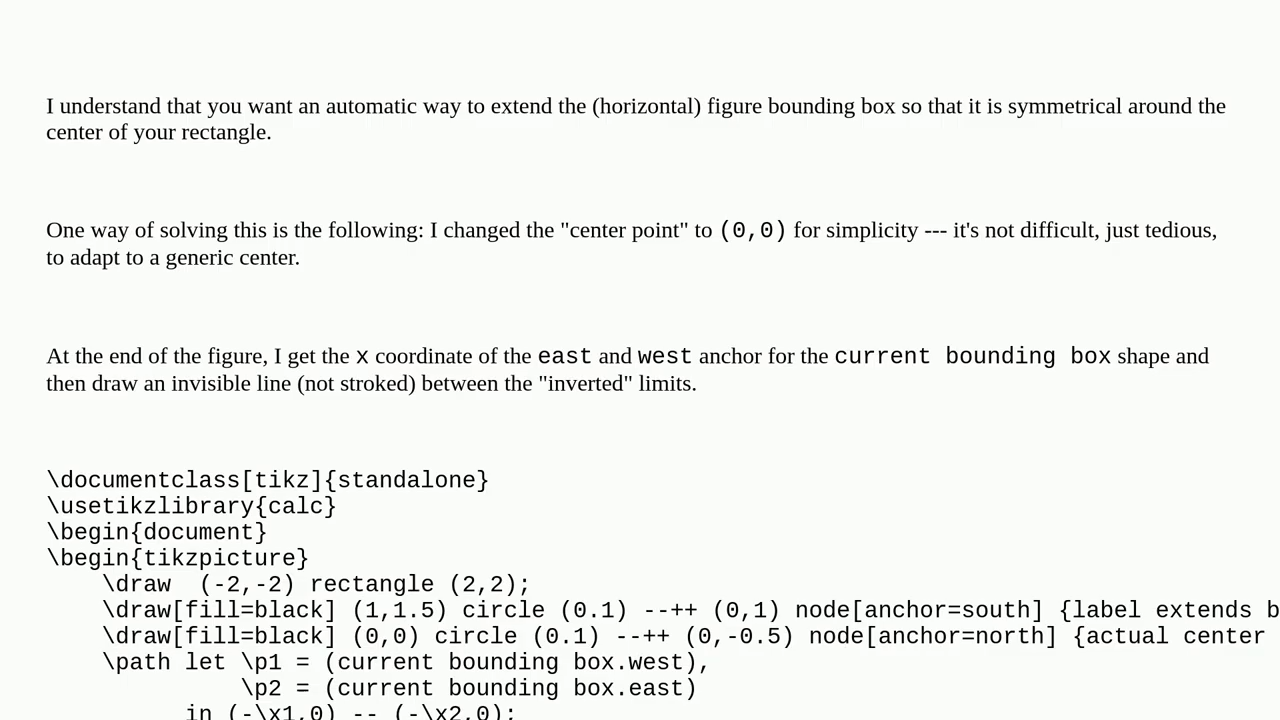 I understand that you want an automatic way to extend the (horizontal) figure bounding box so that it is symmetrical around the
center of your rectangle.
One way of solving this is the following: I changed the "center point" to (0,0) for simplicity --- it's not difficult, just tedious,
to adapt to a generic center.
At the end of the figure, I get the x coordinate of the east and west anchor for the current bounding box shape and
then draw an invisible line (not stroked) between the "inverted" limits.
\documentclass[tikz]{standalone}
\usetikzlibrary{calc}
\begin{document}
\begin{tikzpicture}
    \draw  (-2,-2) rectangle (2,2);
    \draw[fill=black] (1,1.5) circle (0.1) --++ (0,1) node[anchor=south] {label extends b
    \draw[fill=black] (0,0) circle (0.1) --++ (0,-0.5) node[anchor=north] {actual center
    \path let \p1 = (current bounding box.west),
              \p2 = (current bounding box.east)
          in (-\x1,0) -- (-\x2,0);